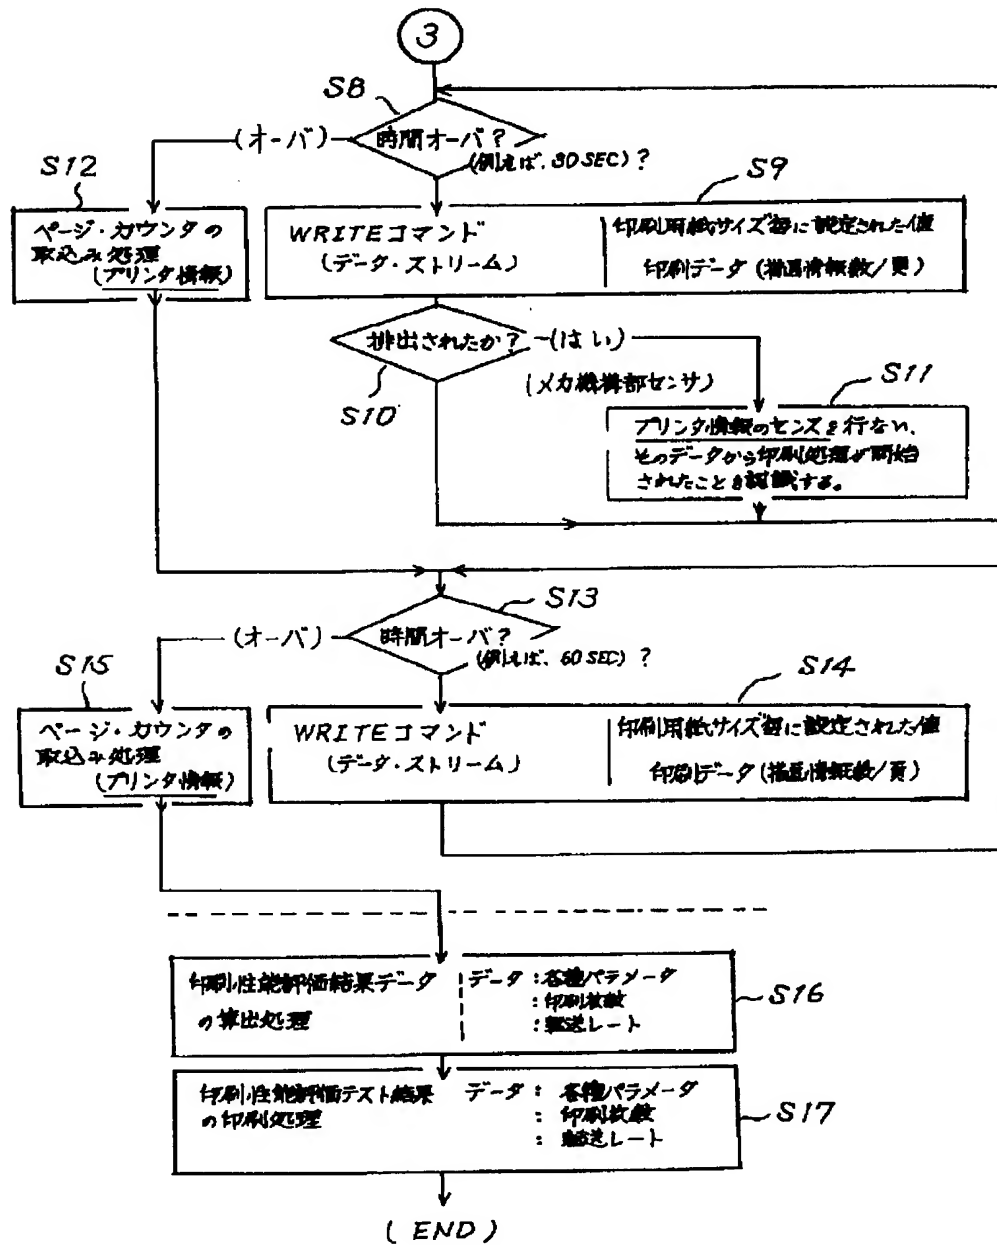 3
S8
時間オーバ?
(例えば、30SEC)?
(オーバ)
S12
ページ・カウンタの
取込み処理
(プリンタ情報)
S9
WRITEコマンド
(データ・ストリーム)
印刷用紙サイズ毎に設定された値
印刷データ(描画情報数/頁)
排出されたか?
(はい)
S10
(メカ機構部センサ)
S11
プリンタ情報のセンスを行ない、
そのデータから印刷処理が開始
されたことを認識する。
S13
時間オーバ?
(例えば、60SEC)?
(オーバ)
S15
ページ・カウンタの
取込み処理
(プリンタ情報)
S14
WRITEコマンド
(データ・ストリーム)
印刷用紙サイズ毎に設定された値
印刷データ(描画情報数/頁)
印刷性能評価結果データ
の算出処理
データ:各種パラメータ
:印刷枚数
:転送レート
S16
印刷性能評価テスト結果
の印刷処理
データ: 各種パラメータ
: 印刷枚数
: 転送レート
S17
(END)